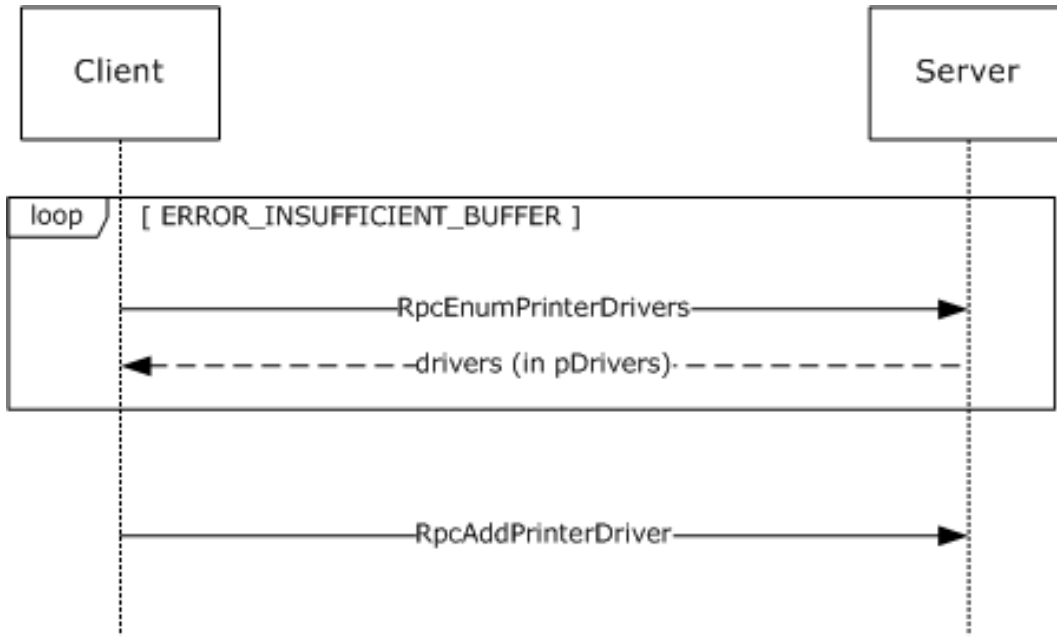 Client
Server
loop
[ ERROR_INSUFFICIENT_BUFFER ]
RpcEnumPrinterDrivers
drivers (in pDrivers)
RpcAddPrinterDriver